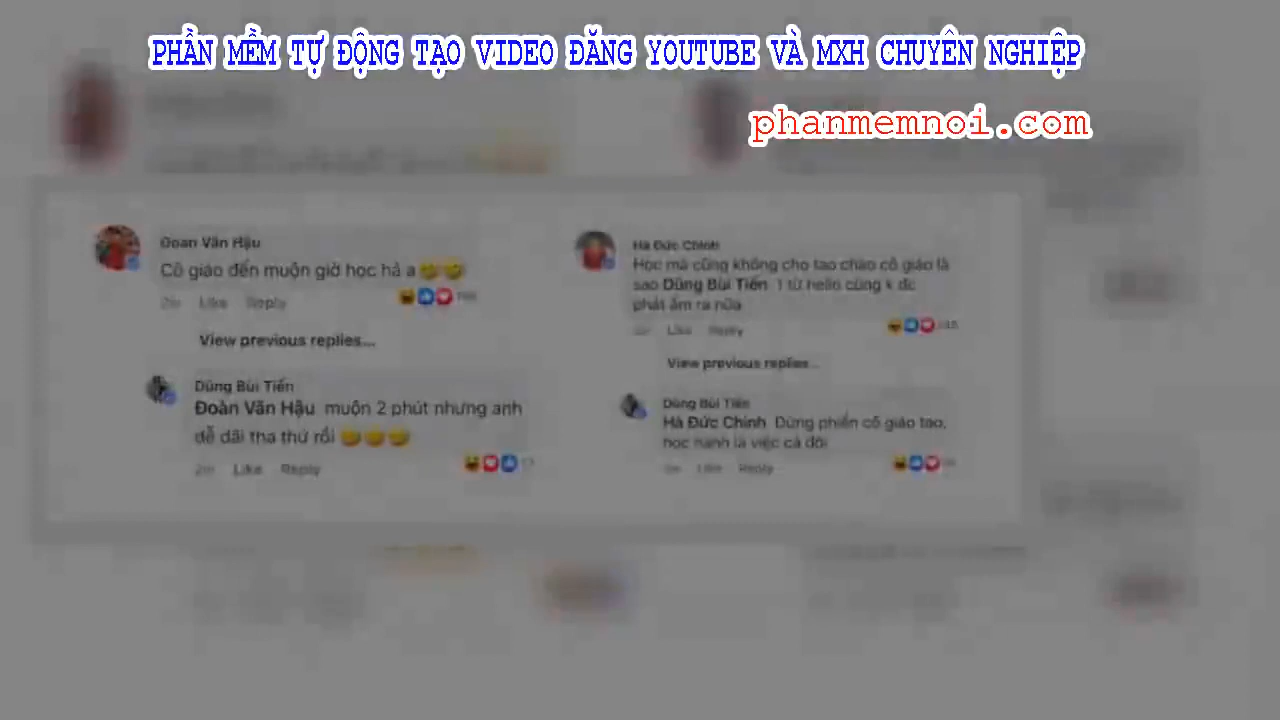 PHẦN MỀM TỰ ĐỘNG TẠO VIDEO ĐĂNG YOUTUBE VÀ MXH CHUYÊN NGHIỆP
phanmemnoi.com
Đoàn Văn Hậu
Cô giáo đến muộn giờ học hả a 🤣🤣
Like Reply
View previous replies...
Dũng Bùi Tiến
Đoàn Văn Hậu muộn 2 phút nhưng anh
dễ dãi tha thứ rồi 😂😂😂
2w Like Reply
Hà Đức Chinh
Học mà cũng không cho tao chào cô giáo là
sao Dũng Bùi Tiến 1 từ hello cũng k đc
phát âm ra nữa
Like Reply
View previous replies...
Dũng Bùi Tiến
Hà Đức Chinh Đừng phiền cô giáo tao,
học hành là việc cả đời
Like Reply